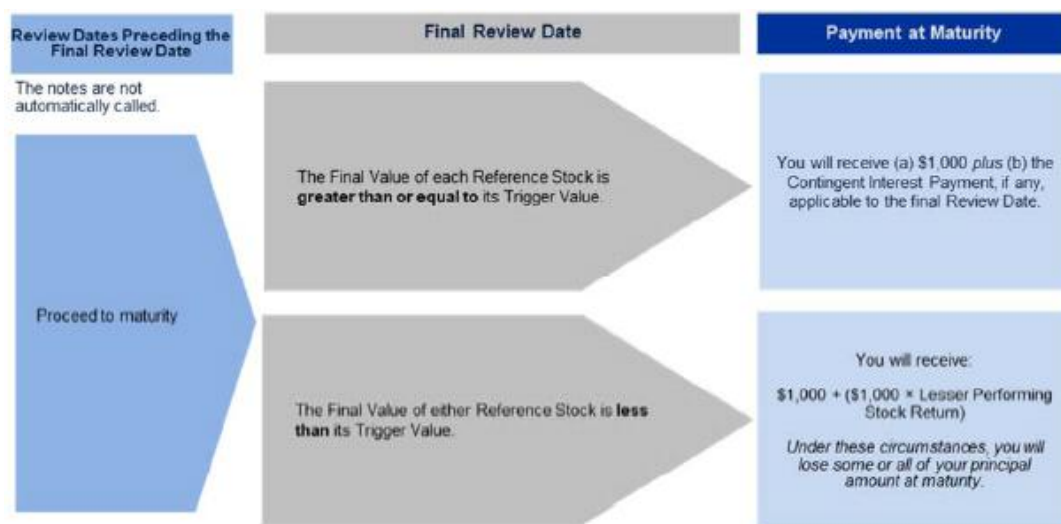 Review Dates Preceding the
Final Review Date
Final Review Date
Payment at Maturity
The notes are not
automatically called.
Proceed to maturity
The Final Value of each Reference Stock is
greater than or equal to its Trigger Value.
You will receive (a) $1,000 plus (b) the
Contingent Interest Payment, if any,
applicable to the final Review Date.
The Final Value of either Reference Stock is less
than its Trigger Value.
You will receive:
$1,000 + ($1,000 × Lesser Performing
Stock Return)
Under these circumstances, you will
lose some or all of your principal
amount at maturity.